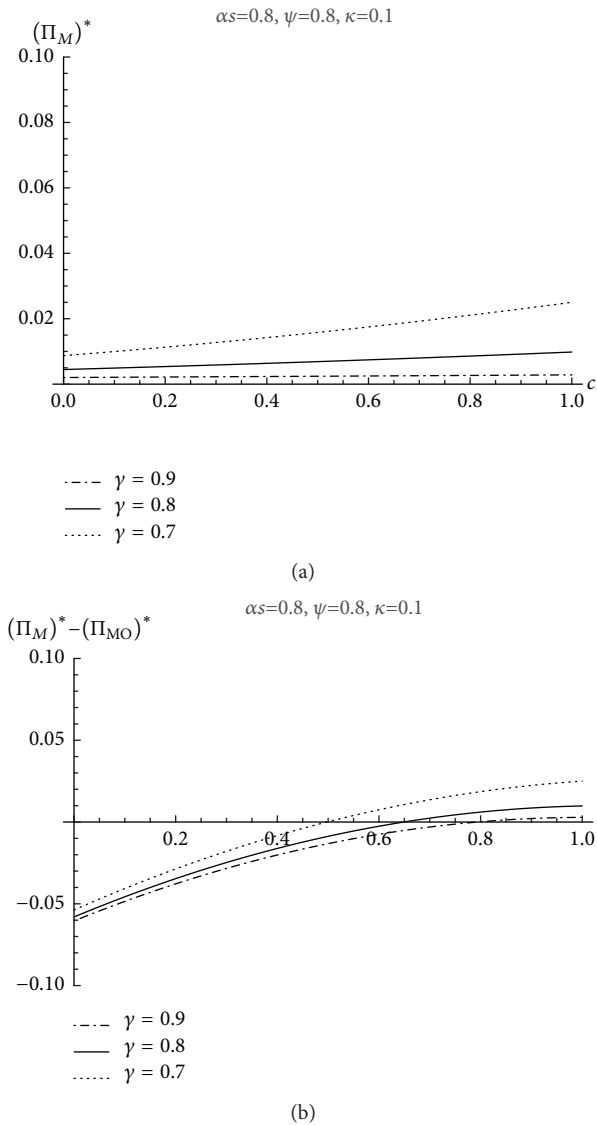 αs=0.8, ψ=0.8, κ=0.1
(Π_M)^*
0.10
0.08
0.06
0.04
0.02
0.0 0.2 0.4 0.6 0.8 1.0 c
γ = 0.9
γ = 0.8
γ = 0.7
(a)
αs=0.8, ψ=0.8, κ=0.1
(Π_M)^*−(Π_MO)^*
0.10
0.05
0.2 0.4 0.6 0.8 1.0
−0.05
−0.10
γ = 0.9
γ = 0.8
γ = 0.7
(b)